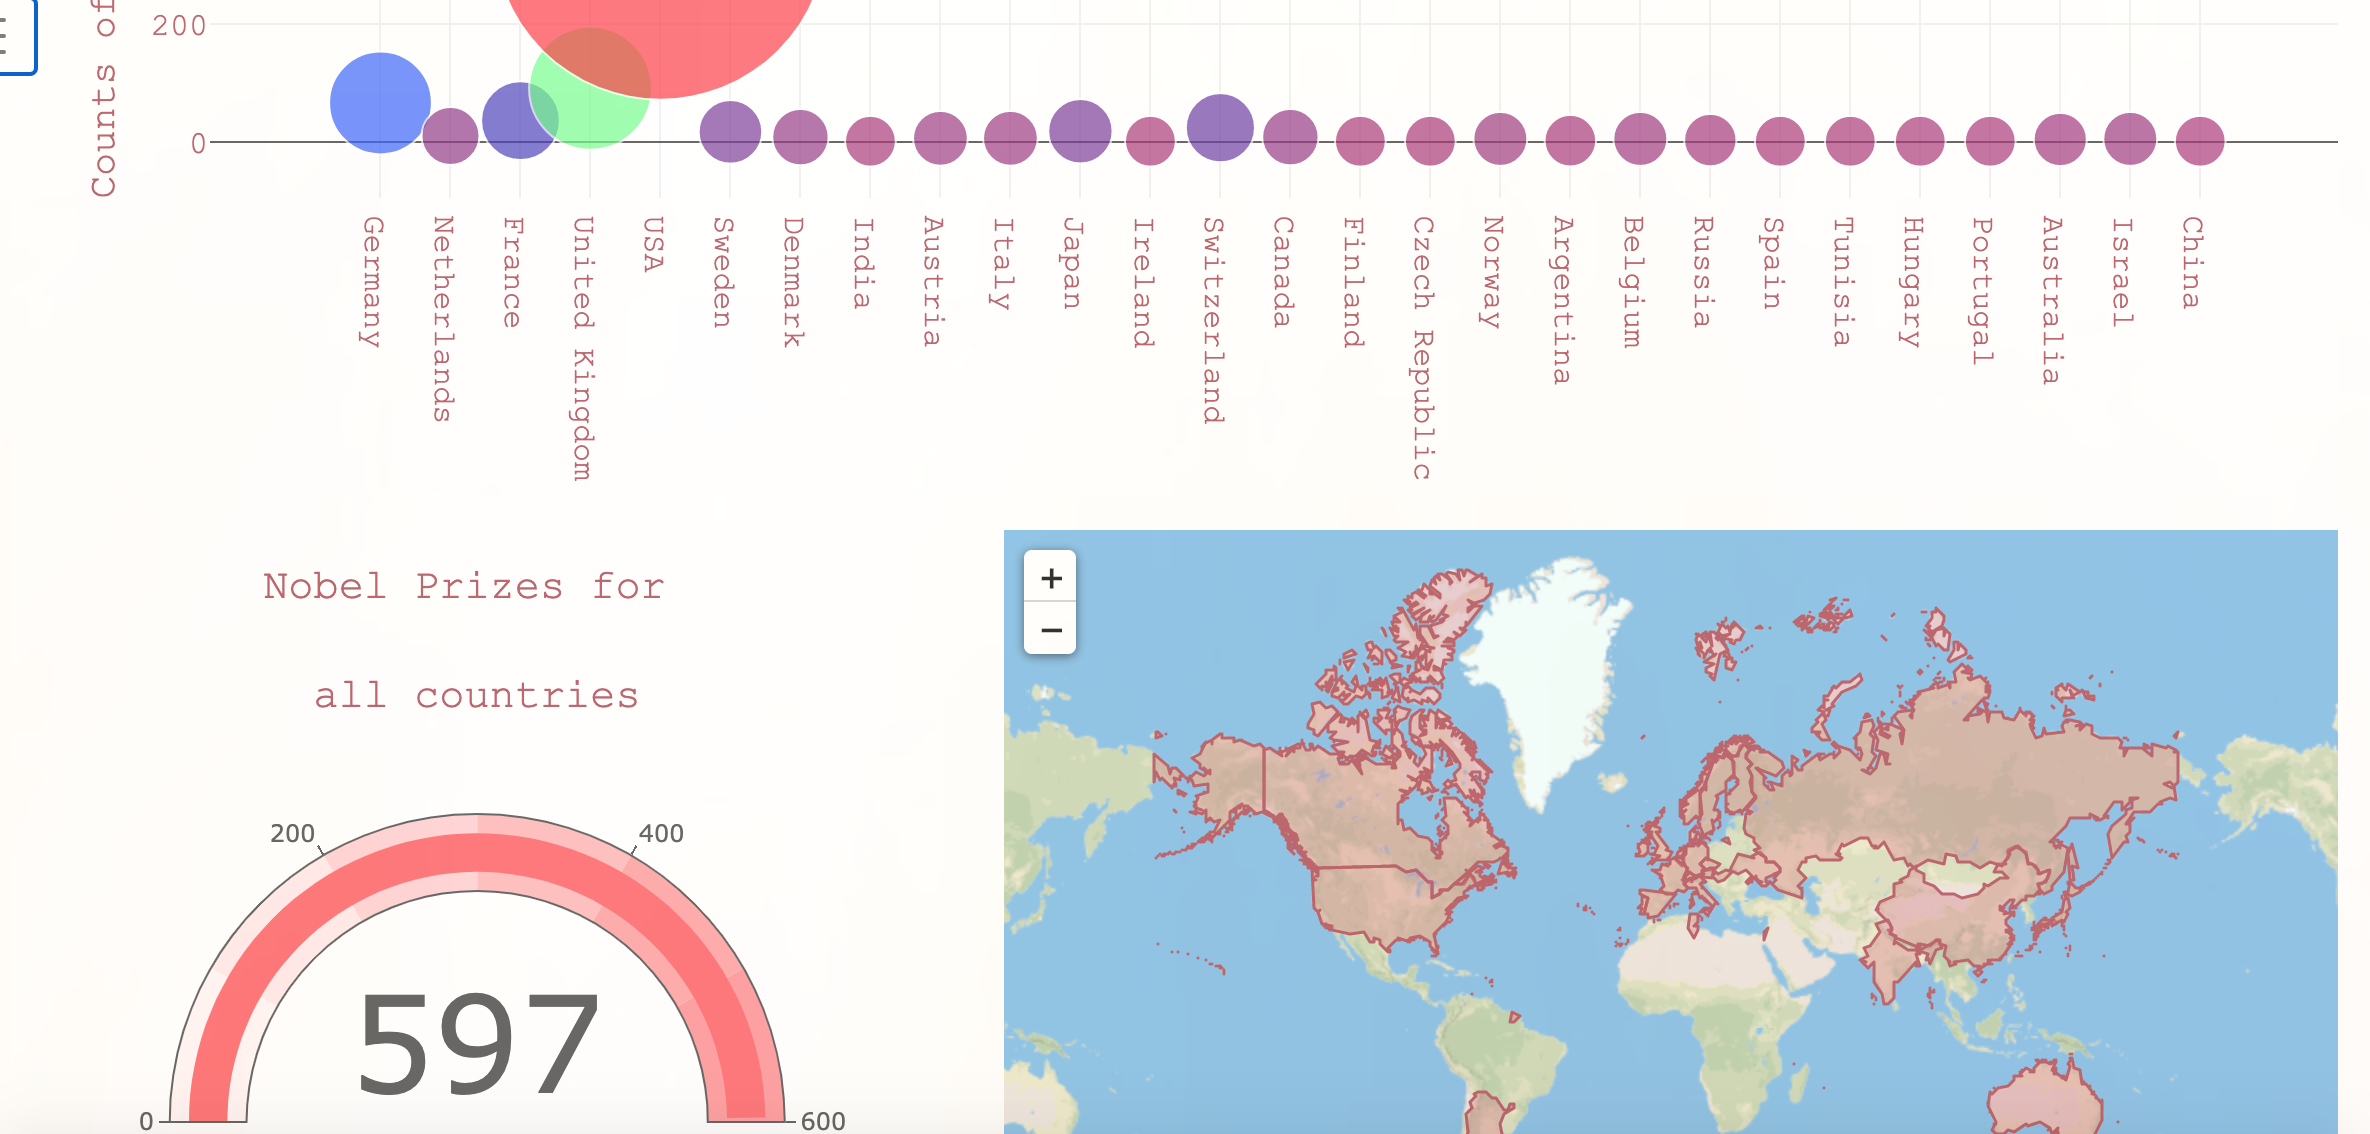 Counts of
200
0
Germany
Netherlands
France
United Kingdom
USA
Sweden
Denmark
India
Austria
Italy
Japan
Ireland
Switzerland
Canada
Finland
Czech Republic
Norway
Argentina
Belgium
Russia
Spain
Tunisia
Hungary
Portugal
Australia
Israel
China
Nobel Prizes for
all countries
0
200
400
600
597
+
−